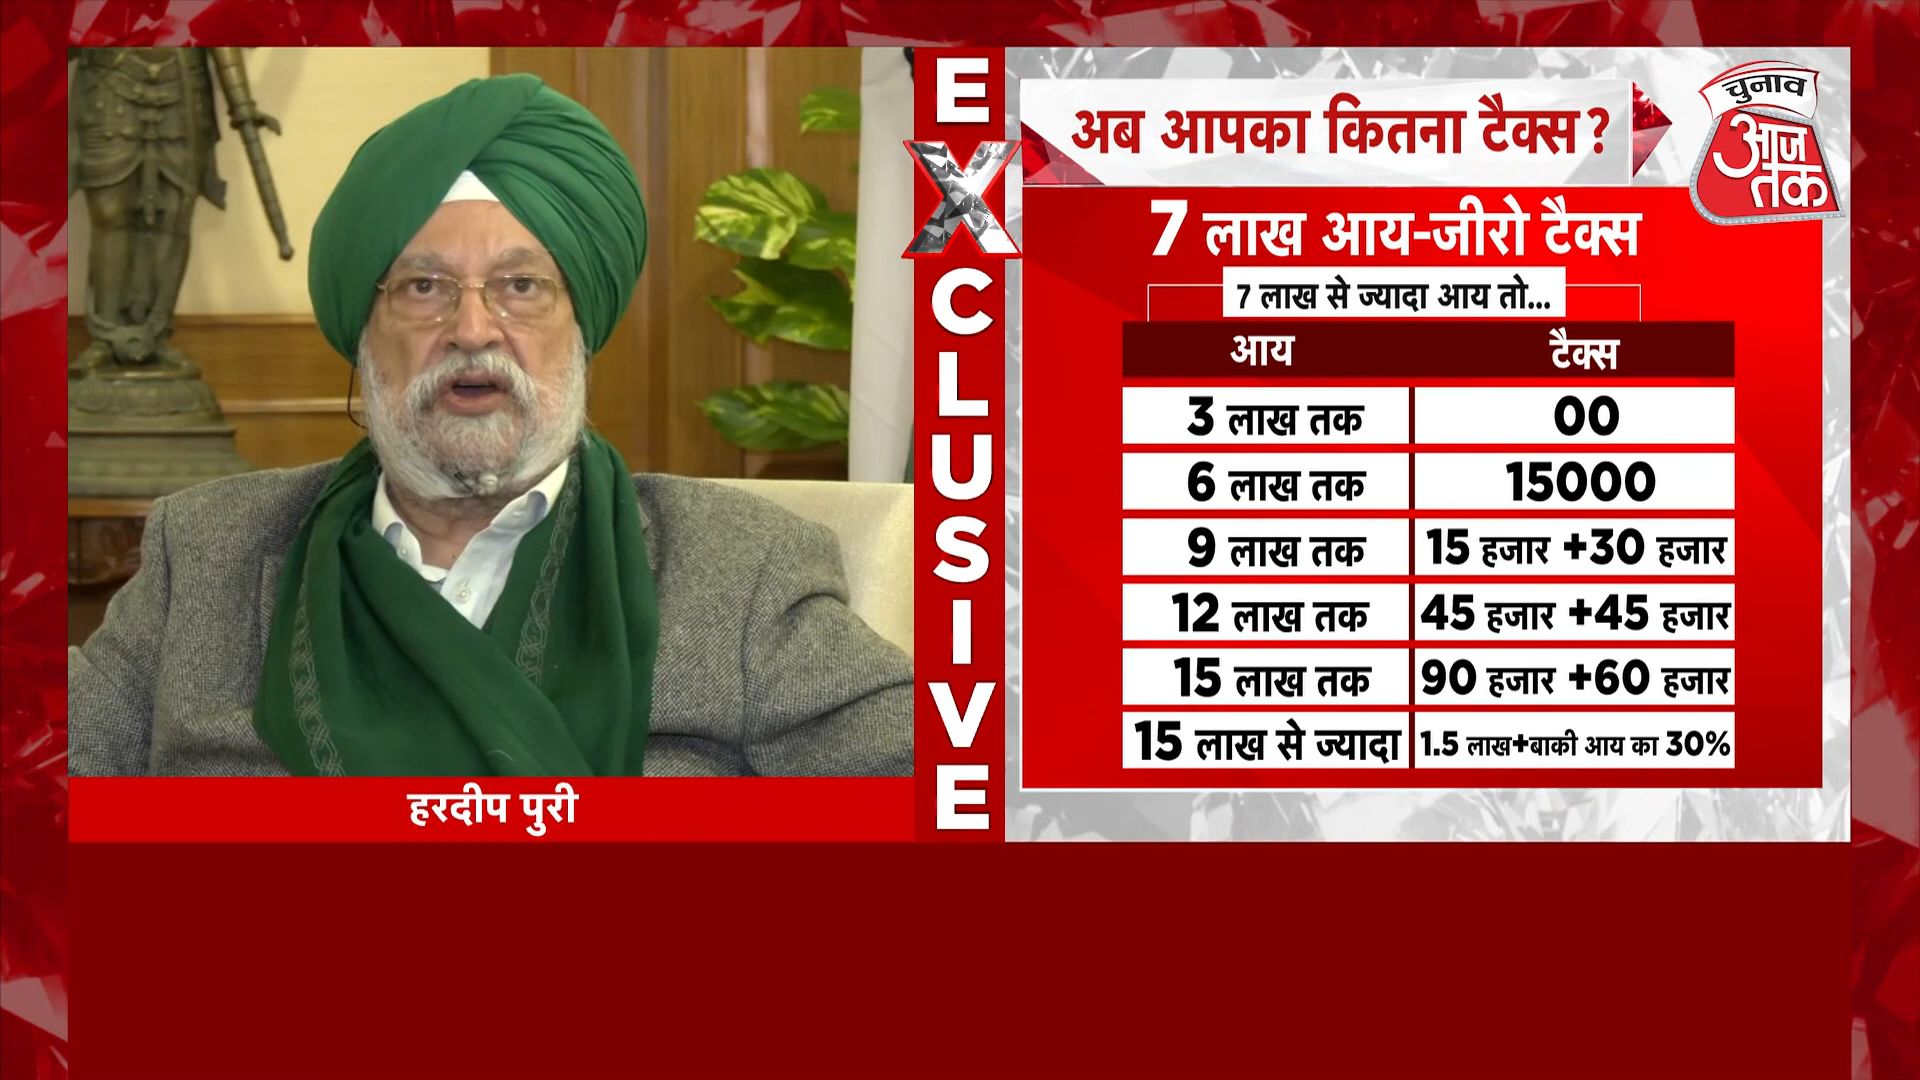 हरदीप पुरी
EXCLUSIVE
अब आपका कितना टैक्स?
चुनाव
आज
तक
7 लाख आय-जीरो टैक्स
7 लाख से ज्यादा आय तो...
आय टैक्स
3 लाख तक 00
6 लाख तक 15000
9 लाख तक 15 हजार +30 हजार
12 लाख तक 45 हजार +45 हजार
15 लाख तक 90 हजार +60 हजार
15 लाख से ज्यादा 1.5 लाख+बाकी आय का 30%